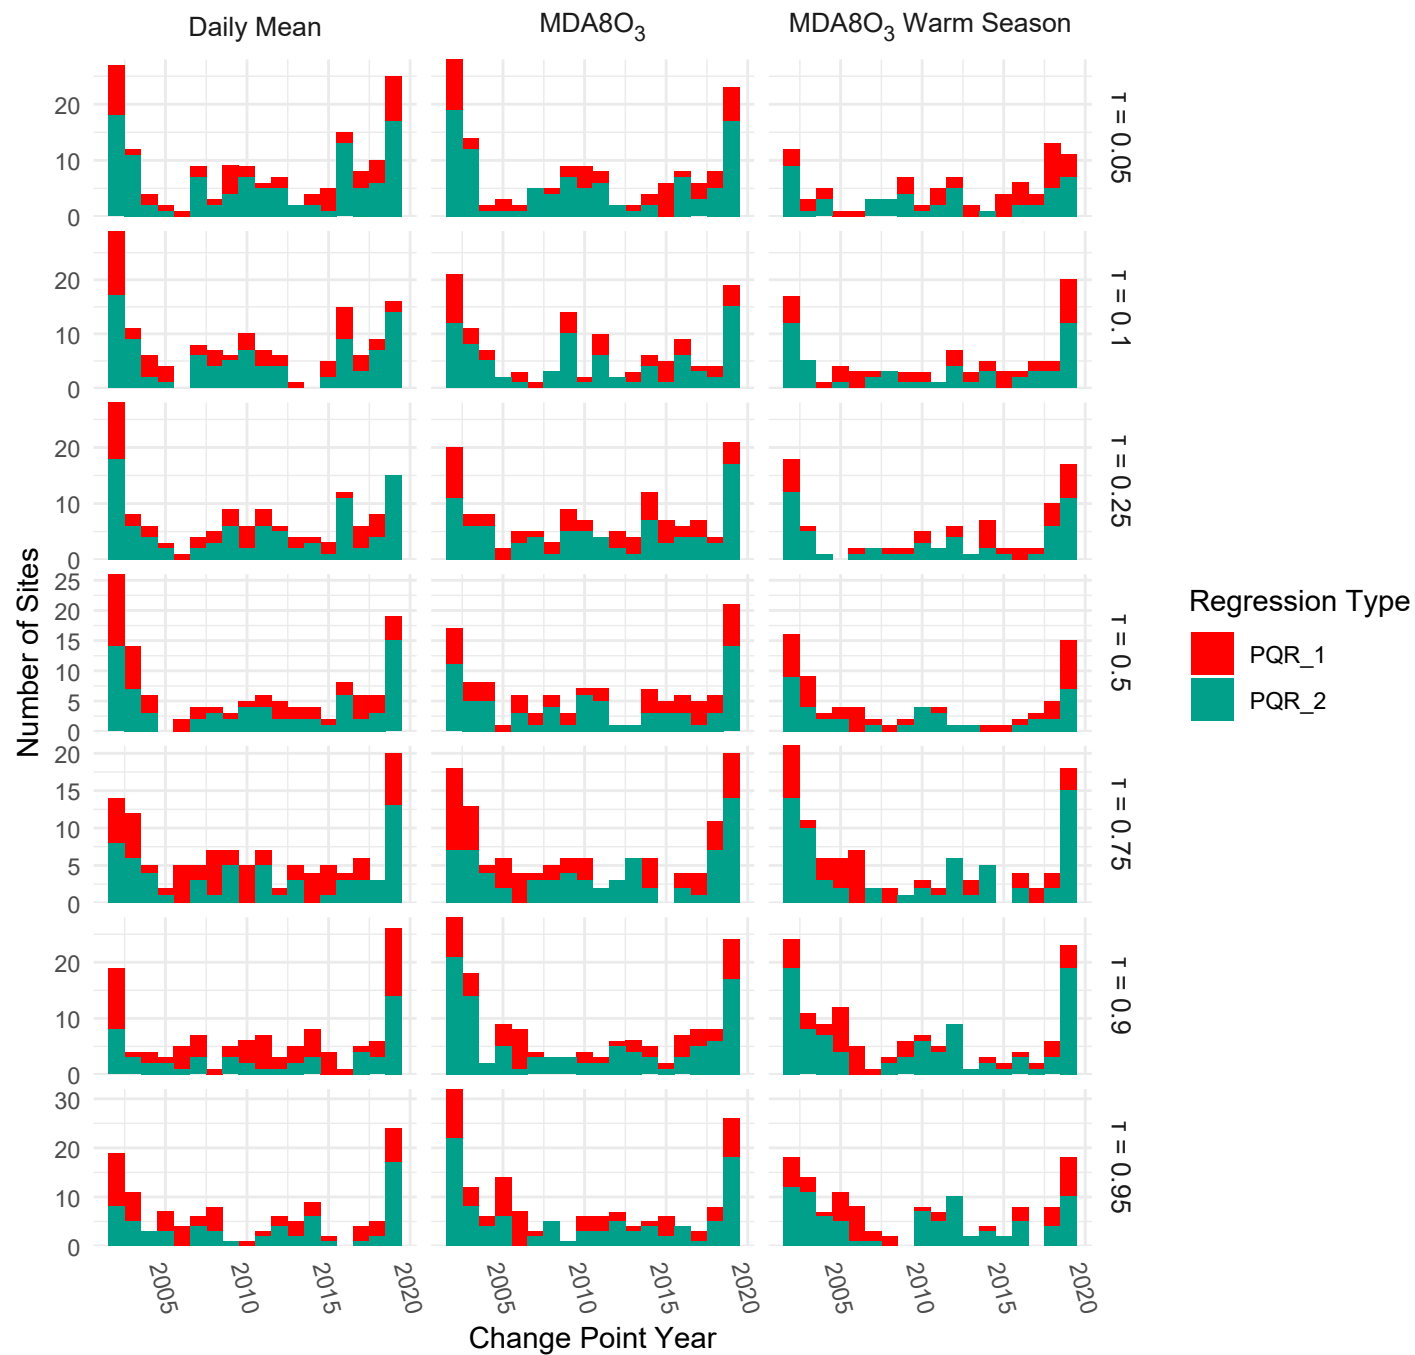 Daily Mean
MDA8O₃
MDA8O₃ Warm Season
Number of Sites
20
10
0
τ = 0.05
20
10
0
τ = 0.1
20
10
0
τ = 0.25
25
20
15
10
5
0
τ = 0.5
20
15
10
5
0
τ = 0.75
20
10
0
τ = 0.9
30
20
10
0
τ = 0.95
2005
2010
2015
2020
2005
2010
2015
2020
2005
2010
2015
2020
Change Point Year
Regression Type
PQR_1
PQR_2